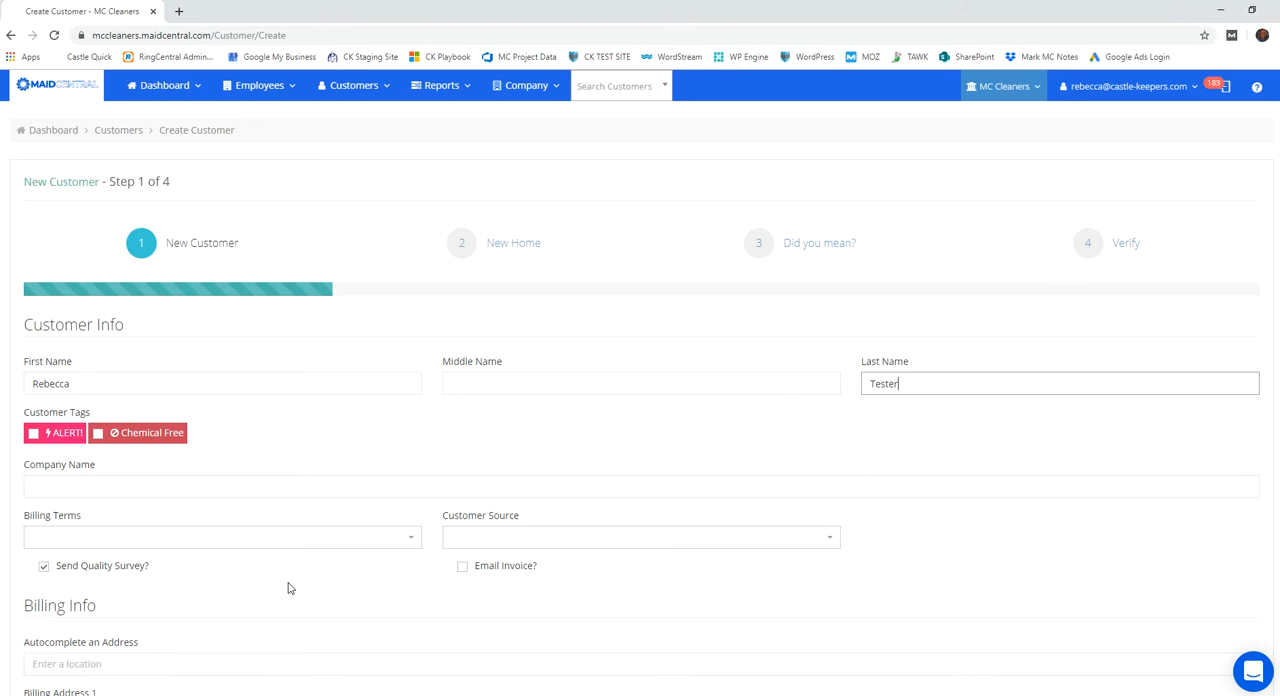 Create Customer - MC Cleaners
mccleaners.maidcentral.com/Customer/Create
Apps Castle Quick RingCentral Admin... Google My Business CK Staging Site CK Playbook MC Project Data CK TEST SITE WordStream WP Engine WordPress MOZ TAWK SharePoint Mark MC Notes Google Ads Login
MAIDCENTRAL Dashboard Employees Customers Reports Company Search Customers MC Cleaners rebecca@castle-keepers.com 183
Dashboard > Customers > Create Customer
New Customer - Step 1 of 4
1 New Customer 2 New Home 3 Did you mean? 4 Verify
Customer Info
First Name Middle Name Last Name
Rebecca Tester
Customer Tags
ALERT! Chemical Free
Company Name
Billing Terms Customer Source
Send Quality Survey? Email Invoice?
Billing Info
Autocomplete an Address
Enter a location
Billing Address 1